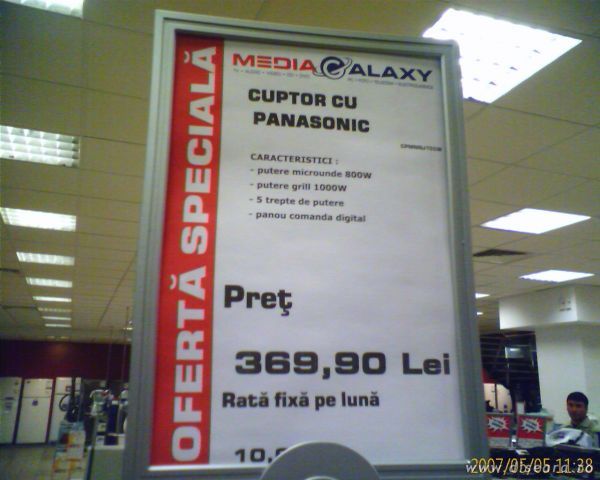 OFERTĂ SPECIALĂ
MEDIA GALAXY
CUPTOR CU
PANASONIC
CARACTERISTICI :
- putere microunde 800W
- putere grill 1000W
- 5 trepte de putere
- panou comanda digital
Preţ
369,90 Lei
Rată fixă pe lună
2007/05/05 11:38